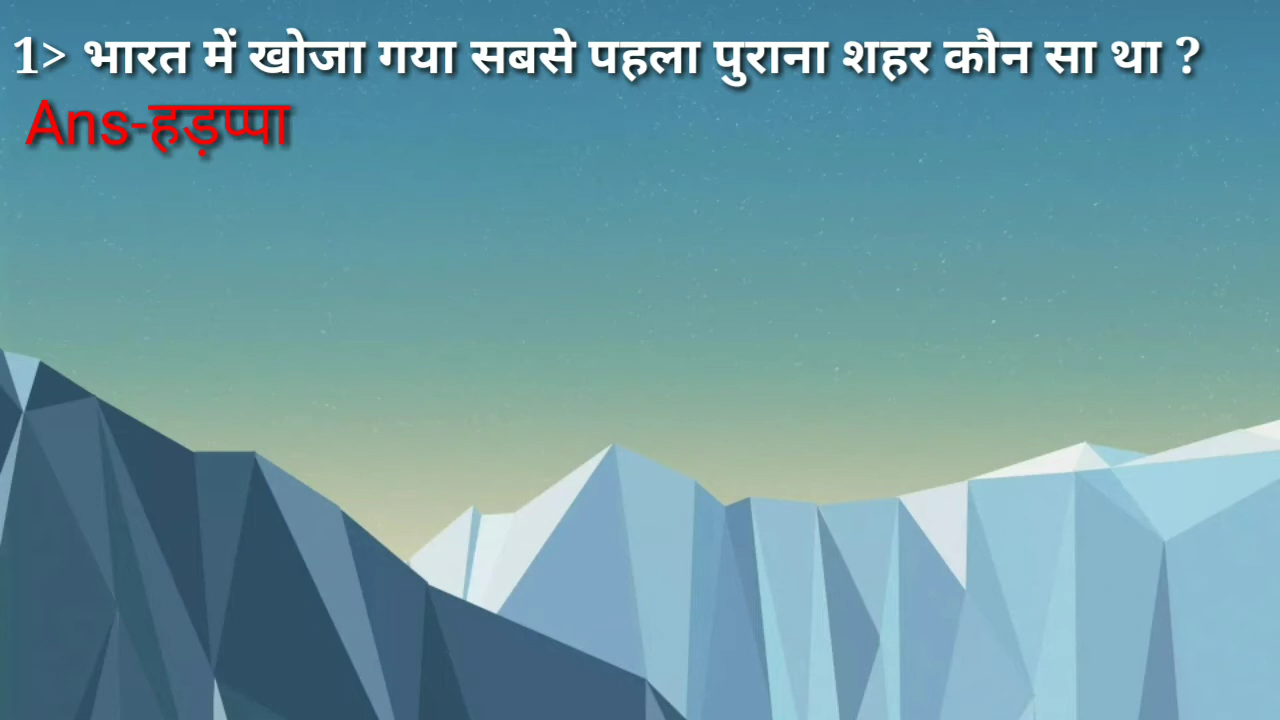 1> भारत में खोजा गया सबसे पहला पुराना शहर कौन सा था ?
Ans-हड़प्पा